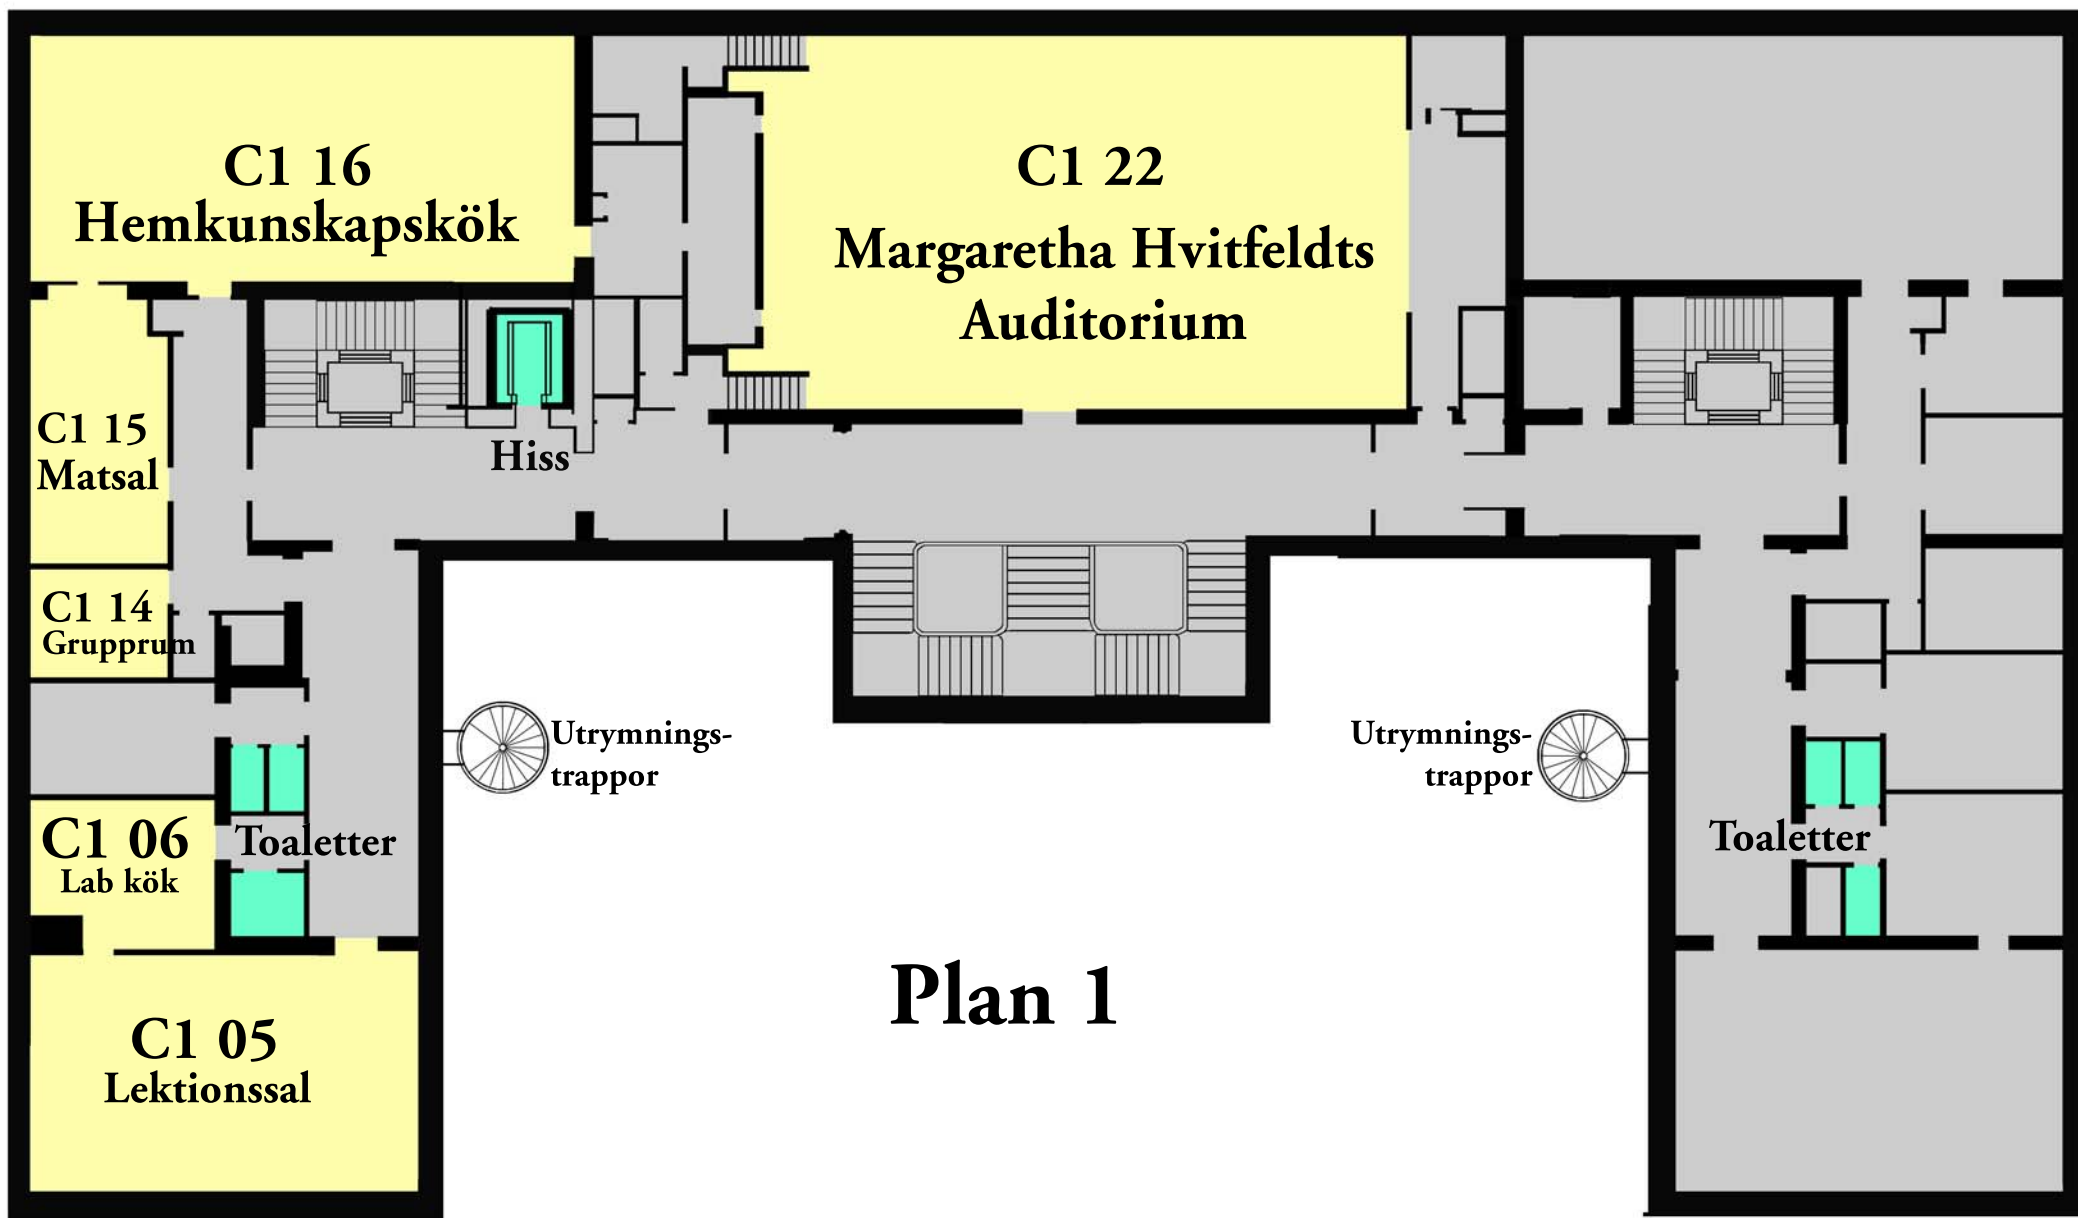 C1 16
Hemkunskapskök
C1 22
Margaretha Hvitfeldts
Auditorium
C1 15
Matsal
Hiss
C1 14
Grupprum
Utrymnings-
trappor
Utrymnings-
trappor
C1 06
Lab kök
Toaletter
Toaletter
Plan 1
C1 05
Lektionssal